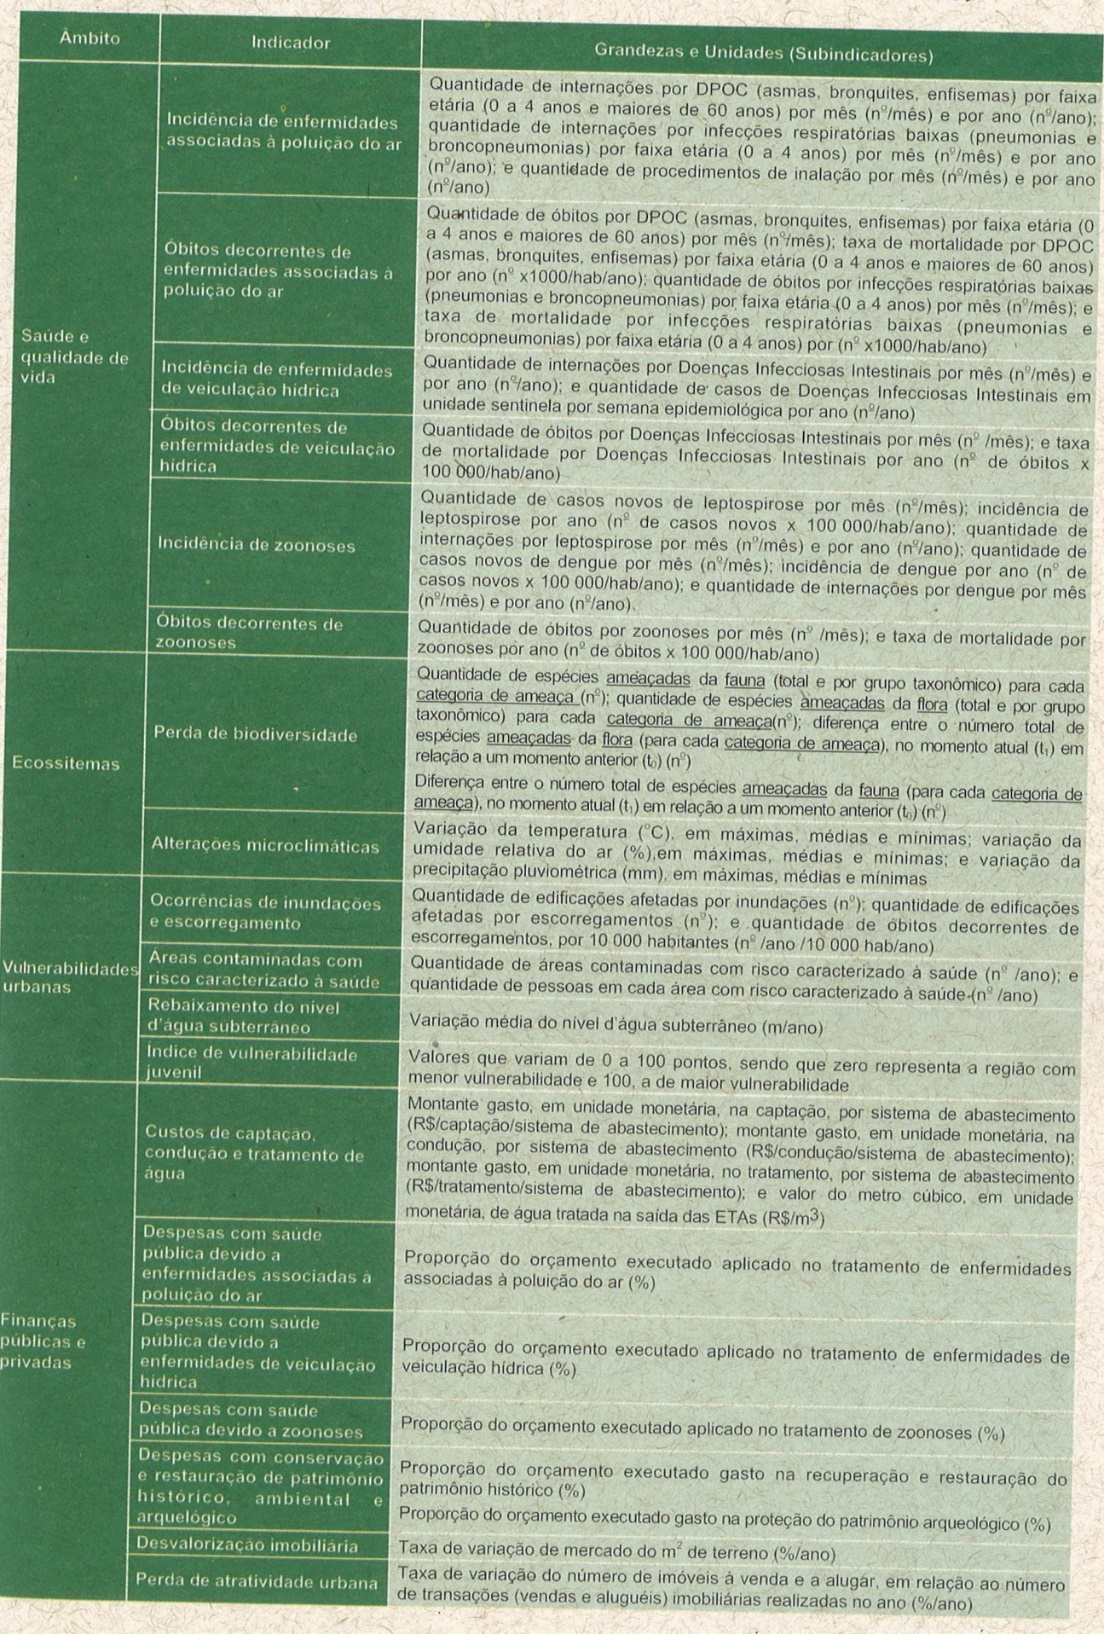 Âmbito
Indicador
Grandezas e Unidades (Subindicadores)
Saúde e
qualidade de
vida
Incidência de enfermidades
associadas à poluição do ar
Quantidade de internações por DPOC (asmas, bronquites, enfisemas) por faixa
etária (0 a 4 anos e maiores de 60 anos) por mês (nº/mês) e por ano (nº/ano);
quantidade de internações por infecções respiratórias baixas (pneumonias e
broncopneumonias) por faixa etária (0 a 4 anos) por mês (nº/mês) e por ano
(nº/ano); e quantidade de procedimentos de inalação por mês (nº/mês) e por ano
(nº/ano)
Óbitos decorrentes de
enfermidades associadas à
poluição do ar
Quantidade de óbitos por DPOC (asmas, bronquites, enfisemas) por faixa etária (0
a 4 anos e maiores de 60 anos) por mês (nº/mês); taxa de mortalidade por DPOC
(asmas, bronquites, enfisemas) por faixa etária (0 a 4 anos e maiores de 60 anos)
por ano (nº x1000/hab/ano); quantidade de óbitos por infecções respiratórias baixas
(pneumonias e broncopneumonias) por faixa etária (0 a 4 anos) por mês (nº/mês); e
taxa de mortalidade por infecções respiratórias baixas (pneumonias e
broncopneumonias) por faixa etária (0 a 4 anos) por (nº x1000/hab/ano)
Incidência de enfermidades
de veiculação hídrica
Quantidade de internações por Doenças Infecciosas Intestinais por mês (nº/mês) e
por ano (nº/ano); e quantidade de casos de Doenças Infecciosas Intestinais em
unidade sentinela por semana epidemiológica por ano (nº/ano)
Óbitos decorrentes de
enfermidades de veiculação
hídrica
Quantidade de óbitos por Doenças Infecciosas Intestinais por mês (nº /mês); e taxa
de mortalidade por Doenças Infecciosas Intestinais por ano (nº de óbitos x
100 000/hab/ano)
Incidência de zoonoses
Quantidade de casos novos de leptospirose por mês (nº/mês); incidência de
leptospirose por ano (nº de casos novos x 100 000/hab/ano); quantidade de
internações por leptospirose por mês (nº/mês) e por ano (nº/ano); quantidade de
casos novos de dengue por mês (nº/mês); incidência de dengue por ano (nº de
casos novos x 100 000/hab/ano); e quantidade de internações por dengue por mês
(nº/mês) e por ano (nº/ano).
Óbitos decorrentes de
zoonoses
Quantidade de óbitos por zoonoses por mês (nº /mês); e taxa de mortalidade por
zoonoses por ano (nº de óbitos x 100 000/hab/ano)
Ecossitemas
Perda de biodiversidade
Quantidade de espécies ameaçadas da fauna (total e por grupo taxonômico) para cada
categoria de ameaça (nº); quantidade de espécies ameaçadas da flora (total e por grupo
taxonômico) para cada categoria de ameaça(nº); diferença entre o número total de
espécies ameaçadas da flora (para cada categoria de ameaça), no momento atual (t₁) em
relação a um momento anterior (t₀) (nº)
Diferença entre o número total de espécies ameaçadas da fauna (para cada categoria de
ameaça), no momento atual (t₁) em relação a um momento anterior (t₀) (nº)
Alterações microclimáticas
Variação da temperatura (°C), em máximas, médias e mínimas; variação da
umidade relativa do ar (%),em máximas, médias e mínimas; e variação da
precipitação pluviométrica (mm), em máximas, médias e mínimas
Vulnerabilidades
urbanas
Ocorrências de inundações
e escorregamento
Quantidade de edificações afetadas por inundações (nº); quantidade de edificações
afetadas por escorregamentos (nº); e quantidade de óbitos decorrentes de
escorregamentos, por 10 000 habitantes (nº /ano /10 000 hab/ano)
Áreas contaminadas com
risco caracterizado à saúde
Quantidade de áreas contaminadas com risco caracterizado à saúde (nº /ano); e
quantidade de pessoas em cada área com risco caracterizado à saúde (nº /ano)
Rebaixamento do nível
d'água subterrâneo
Variação média do nível d'água subterrâneo (m/ano)
Índice de vulnerabilidade
juvenil
Valores que variam de 0 a 100 pontos, sendo que zero representa a região com
menor vulnerabilidade e 100, a de maior vulnerabilidade
Finanças
públicas e
privadas
Custos de captação,
condução e tratamento de
água
Montante gasto, em unidade monetária, na captação, por sistema de abastecimento
(R$/captação/sistema de abastecimento); montante gasto, em unidade monetária, na
condução, por sistema de abastecimento (R$/condução/sistema de abastecimento);
montante gasto, em unidade monetária, no tratamento, por sistema de abastecimento
(R$/tratamento/sistema de abastecimento); e valor do metro cúbico, em unidade
monetária, de água tratada na saída das ETAs (R$/m³)
Despesas com saúde
pública devido a
enfermidades associadas à
poluição do ar
Proporção do orçamento executado aplicado no tratamento de enfermidades
associadas à poluição do ar (%)
Despesas com saúde
pública devido a
enfermidades de veiculação
hídrica
Proporção do orçamento executado aplicado no tratamento de enfermidades de
veiculação hídrica (%)
Despesas com saúde
pública devido a zoonoses
Proporção do orçamento executado aplicado no tratamento de zoonoses (%)
Despesas com conservação
e restauração de patrimônio
histórico, ambiental e
arquelógico
Proporção do orçamento executado gasto na recuperação e restauração do
patrimônio histórico (%)
Proporção do orçamento executado gasto na proteção do patrimônio arqueológico (%)
Desvalorização imobiliária
Taxa de variação de mercado do m² de terreno (%/ano)
Perda de atratividade urbana
Taxa de variação do número de imóveis à venda e a alugar, em relação ao número
de transações (vendas e aluguéis) imobiliárias realizadas no ano (%/ano)